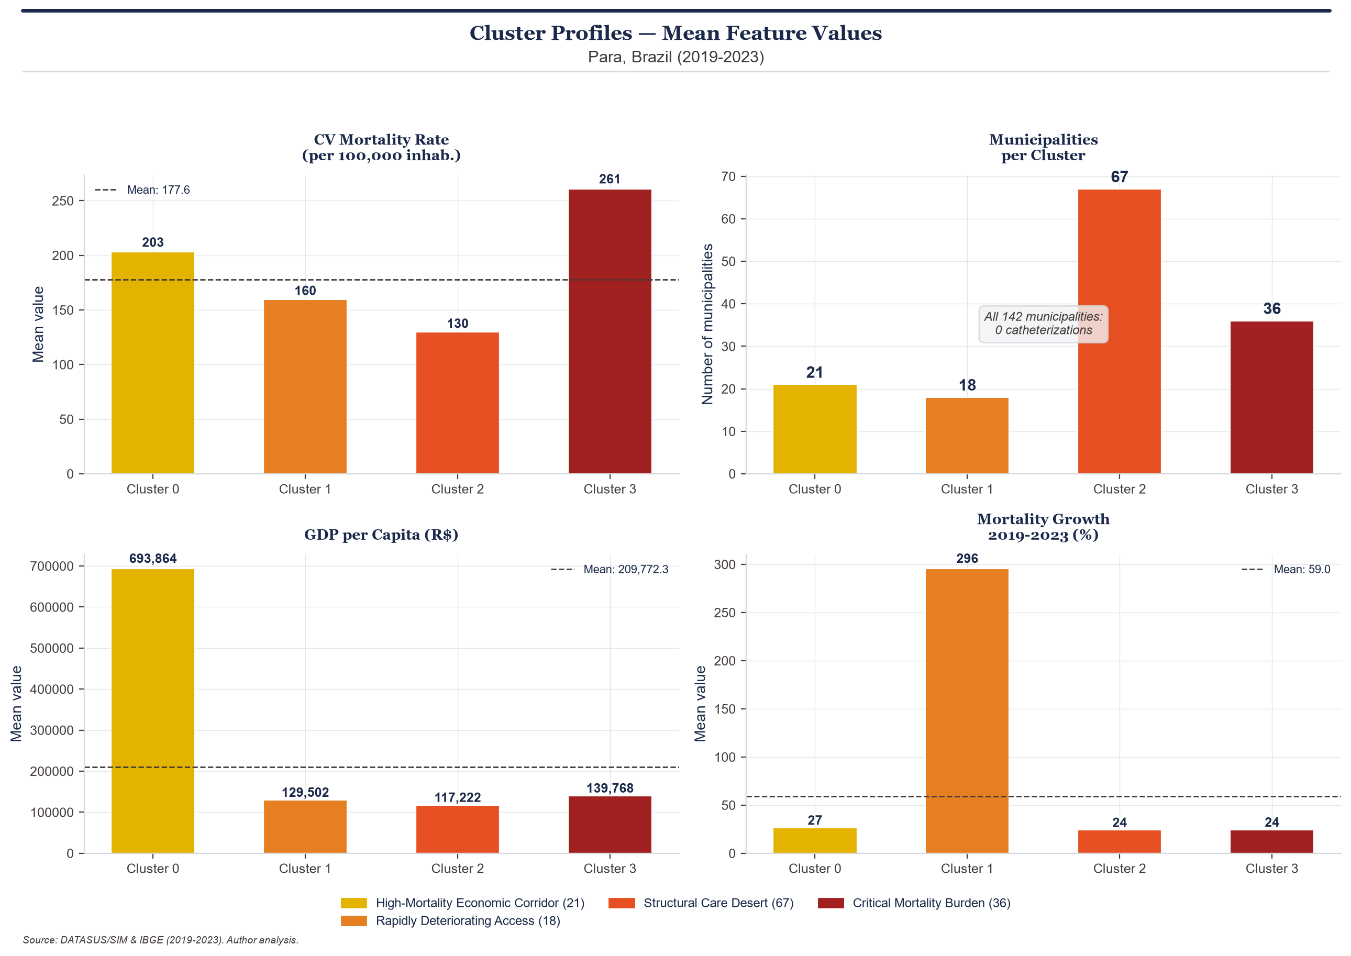 Cluster Profiles — Mean Feature Values
Para, Brazil (2019-2023)
CV Mortality Rate
(per 100,000 inhab.)
Mean: 177.6
250
200
150
100
50
0
Mean value
203
160
130
261
Cluster 0
Cluster 1
Cluster 2
Cluster 3
Municipalities
per Cluster
70
60
50
40
30
20
10
0
Number of municipalities
21
18
67
36
All 142 municipalities:
0 catheterizations
Cluster 0
Cluster 1
Cluster 2
Cluster 3
GDP per Capita (R$)
Mean: 209,772.3
700000
600000
500000
400000
300000
200000
100000
0
Mean value
693,864
129,502
117,222
139,768
Cluster 0
Cluster 1
Cluster 2
Cluster 3
Mortality Growth
2019-2023 (%)
Mean: 59.0
300
250
200
150
100
50
0
Mean value
27
296
24
24
Cluster 0
Cluster 1
Cluster 2
Cluster 3
High-Mortality Economic Corridor (21)
Structural Care Desert (67)
Critical Mortality Burden (36)
Rapidly Deteriorating Access (18)
Source: DATASUS/SIM & IBGE (2019-2023). Author analysis.